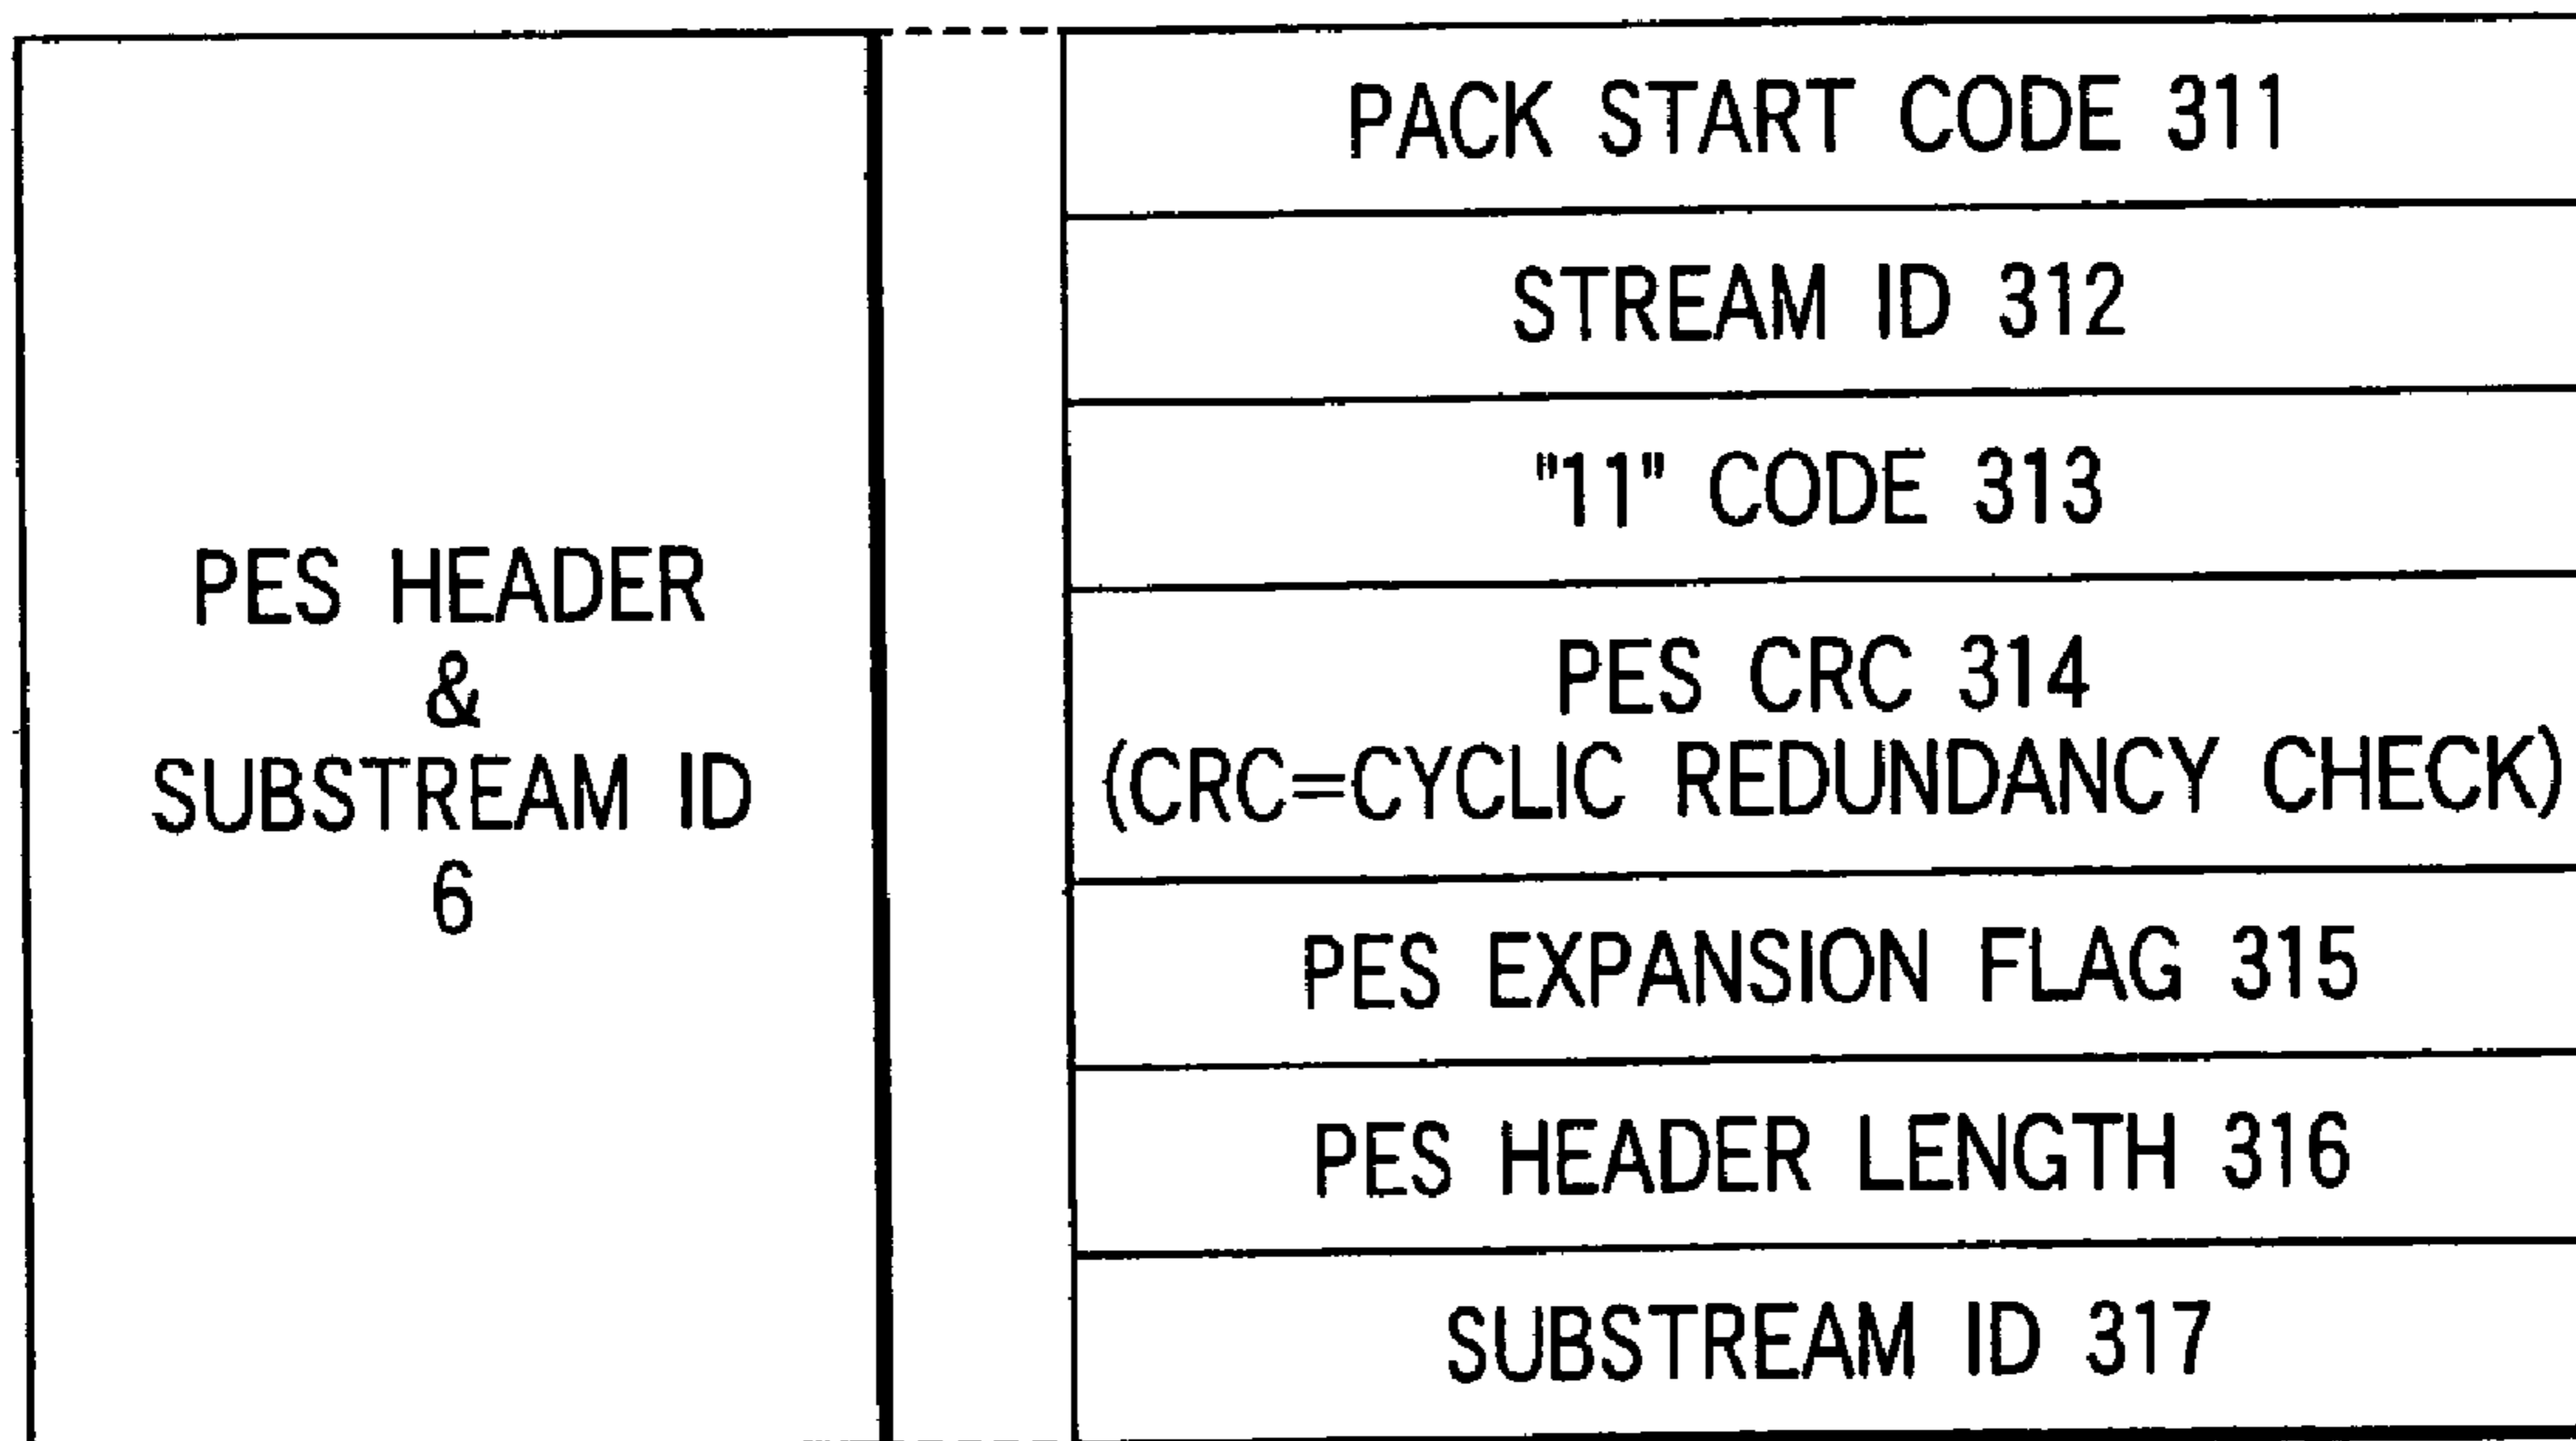 PES HEADER
&
SUBSTREAM ID
6
PACK START CODE 311
STREAM ID 312
"11" CODE 313
PES CRC 314
(CRC=CYCLIC REDUNDANCY CHECK)
PES EXPANSION FLAG 315
PES HEADER LENGTH 316
SUBSTREAM ID 317